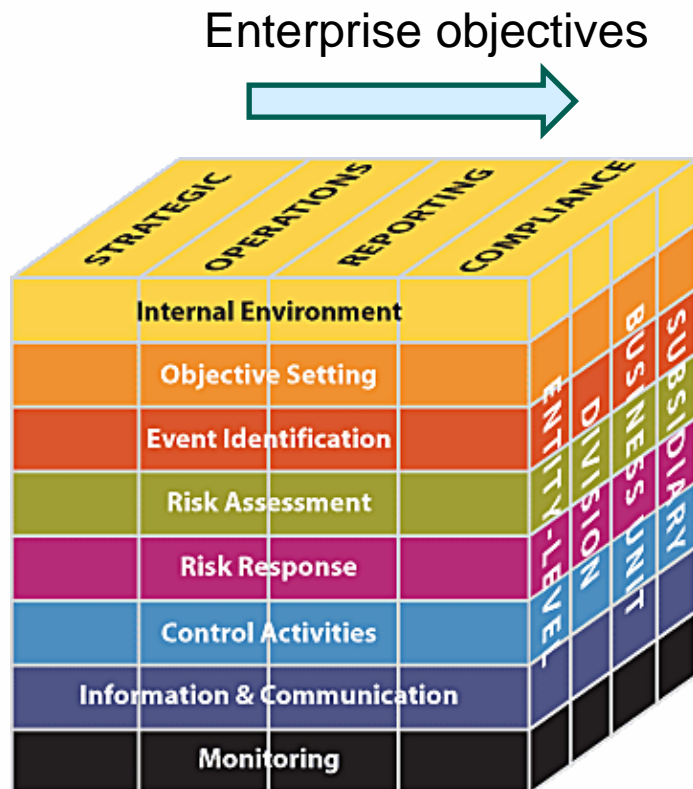 Enterprise objectives
STRATEGIC
OPERATIONS
REPORTING
COMPLIANCE
Internal Environment
Objective Setting
Event Identification
Risk Assessment
Risk Response
Control Activities
Information & Communication
Monitoring
ENTITY-LEVEL
DIVISION
BUSINESS UNIT
SUBSIDIARY